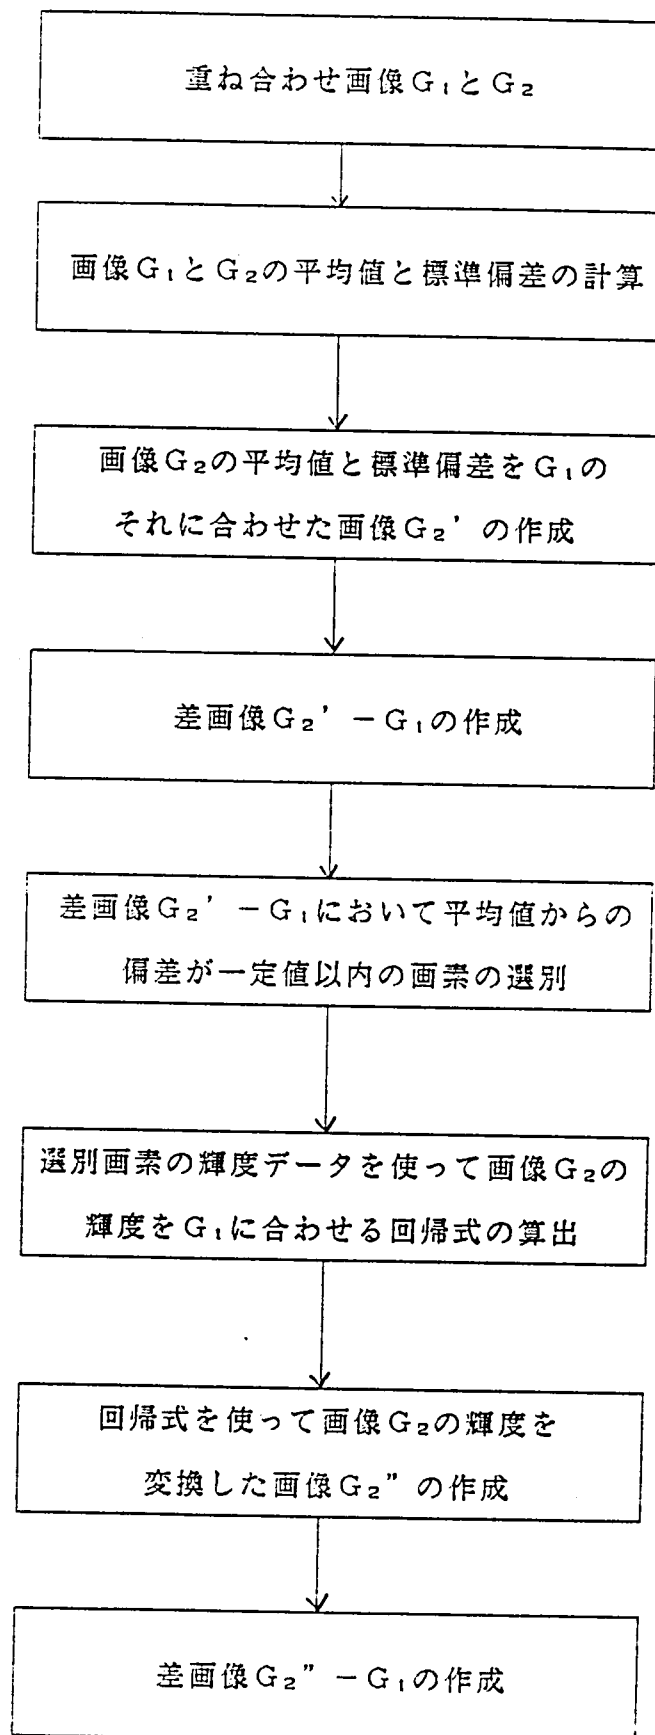 重ね合わせ画像G₁とG₂
画像G₁とG₂の平均値と標準偏差の計算
画像G₂の平均値と標準偏差をG₁の
それに合わせた画像G₂’の作成
差画像G₂’－G₁の作成
差画像G₂’－G₁において平均値からの
偏差が一定値以内の画素の選別
選別画素の輝度データを使って画像G₂の
輝度をG₁に合わせる回帰式の算出
回帰式を使って画像G₂の輝度を
変換した画像G₂”の作成
差画像G₂”－G₁の作成